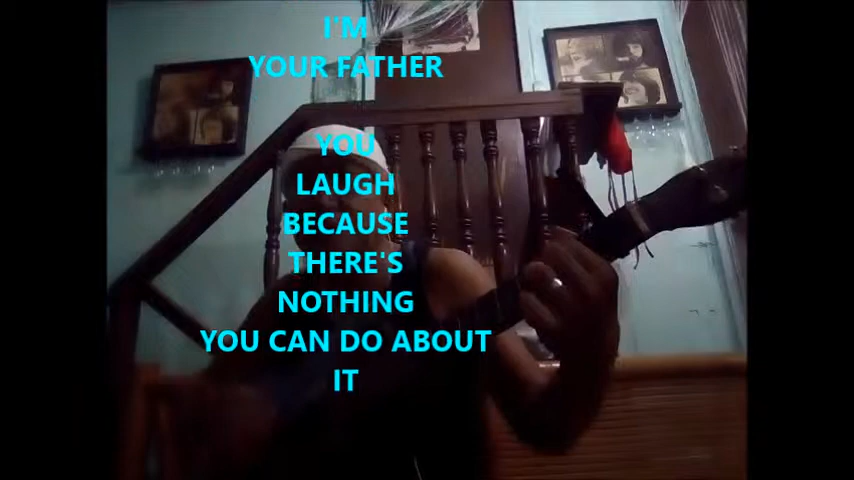 I'M
YOUR FATHER
YOU
LAUGH
BECAUSE
THERE'S
NOTHING
YOU CAN DO ABOUT
IT